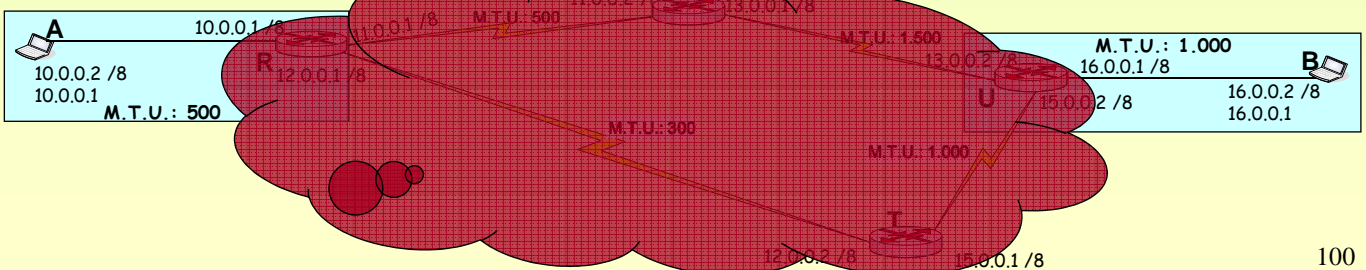 13.0.0.1 /8
A
10.0.0.1 /8
11.0.0.1 /8
M.T.U.: 500
R
12.0.0.1 /8
10.0.0.2 /8
10.0.0.1
M.T.U.: 500
M.T.U.: 1.500
M.T.U.: 1.000
13.0.0.2 /8
16.0.0.1 /8
B
U
15.0.0.2 /8
16.0.0.2 /8
16.0.0.1
M.T.U.: 300
M.T.U.: 1.000
T
12.0.0.2 /8
15.0.0.1 /8
100